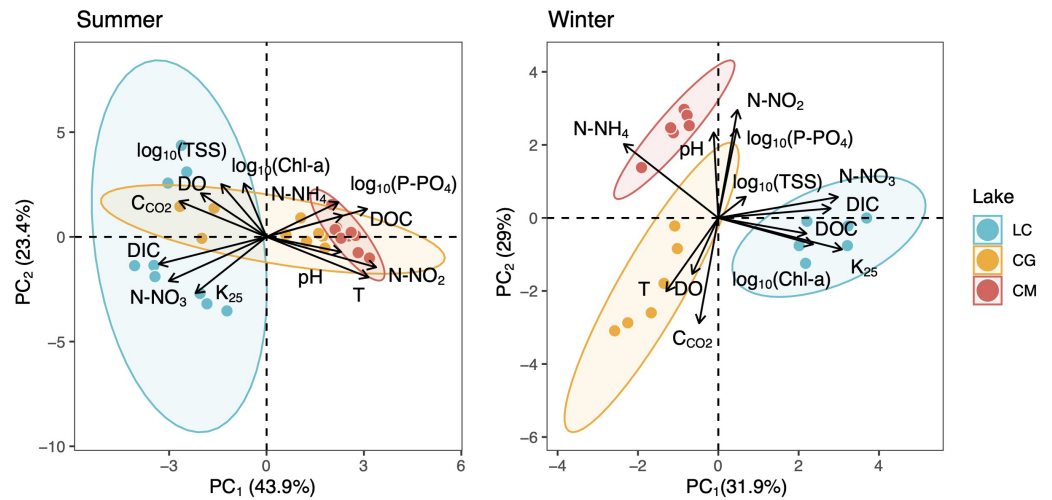 Summer
PC₂ (23.4%)
5
0
−5
−10
log₁₀(TSS)
log₁₀(Chl-a)
DO
N-NH₄
log₁₀(P-PO₄)
C_CO2
DOC
DIC
N-NO₃
K₂₅
pH
T
N-NO₂
−3
0
3
6
PC₁ (43.9%)
Winter
PC₂ (29%)
4
2
0
−2
−4
−6
N-NO₂
N-NH₄
pH
log₁₀(P-PO₄)
log₁₀(TSS)
N-NO₃
DIC
DOC
K₂₅
log₁₀(Chl-a)
T
DO
C_CO2
−4
−2
0
2
4
PC₁(31.9%)
Lake
LC
CG
CM